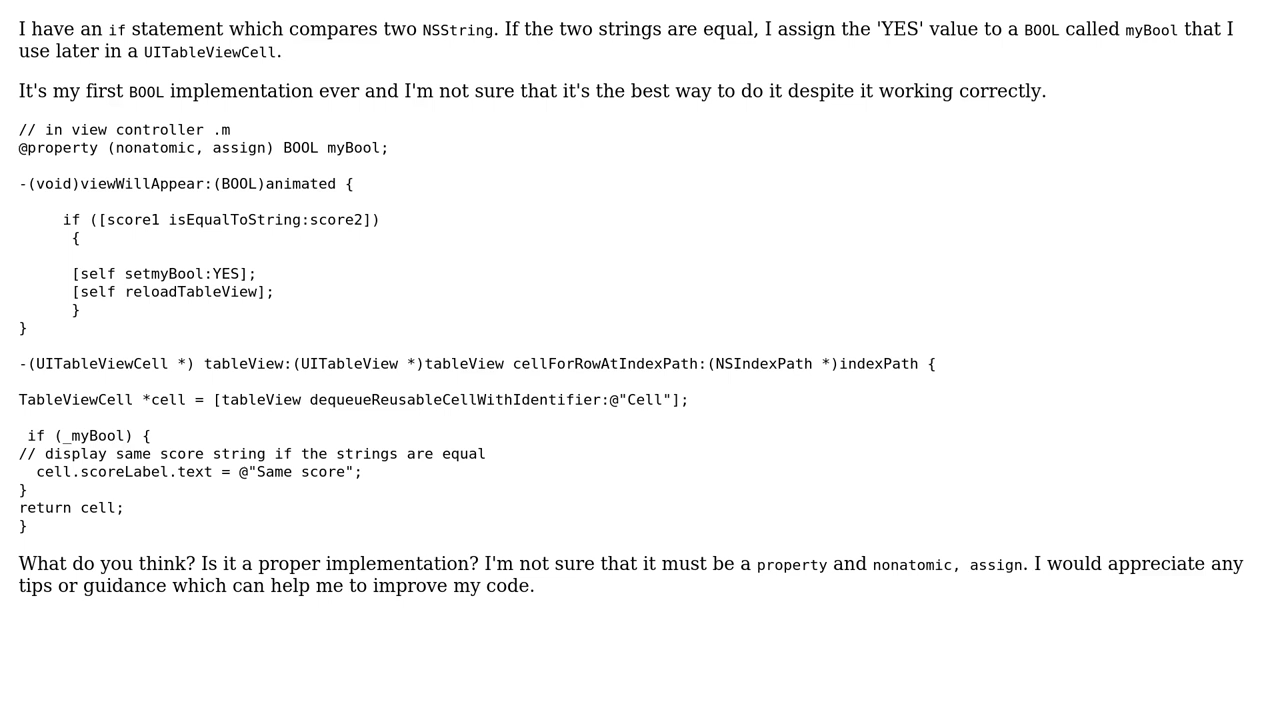 I have an if statement which compares two NSString. If the two strings are equal, I assign the 'YES' value to a BOOL called myBool that I
use later in a UITableViewCell.
It's my first BOOL implementation ever and I'm not sure that it's the best way to do it despite it working correctly.
// in view controller .m
@property (nonatomic, assign) BOOL myBool;
-(void)viewWillAppear:(BOOL)animated {
if ([score1 isEqualToString:score2])
{
[self setmyBool:YES];
[self reloadTableView];
}
}
-(UITableViewCell *) tableView:(UITableView *)tableView cellForRowAtIndexPath:(NSIndexPath *)indexPath {
TableViewCell *cell = [tableView dequeueReusableCellWithIdentifier:@"Cell"];
if (_myBool) {
// display same score string if the strings are equal
cell.scoreLabel.text = @"Same score";
}
return cell;
}
What do you think? Is it a proper implementation? I'm not sure that it must be a property and nonatomic, assign. I would appreciate any
tips or guidance which can help me to improve my code.